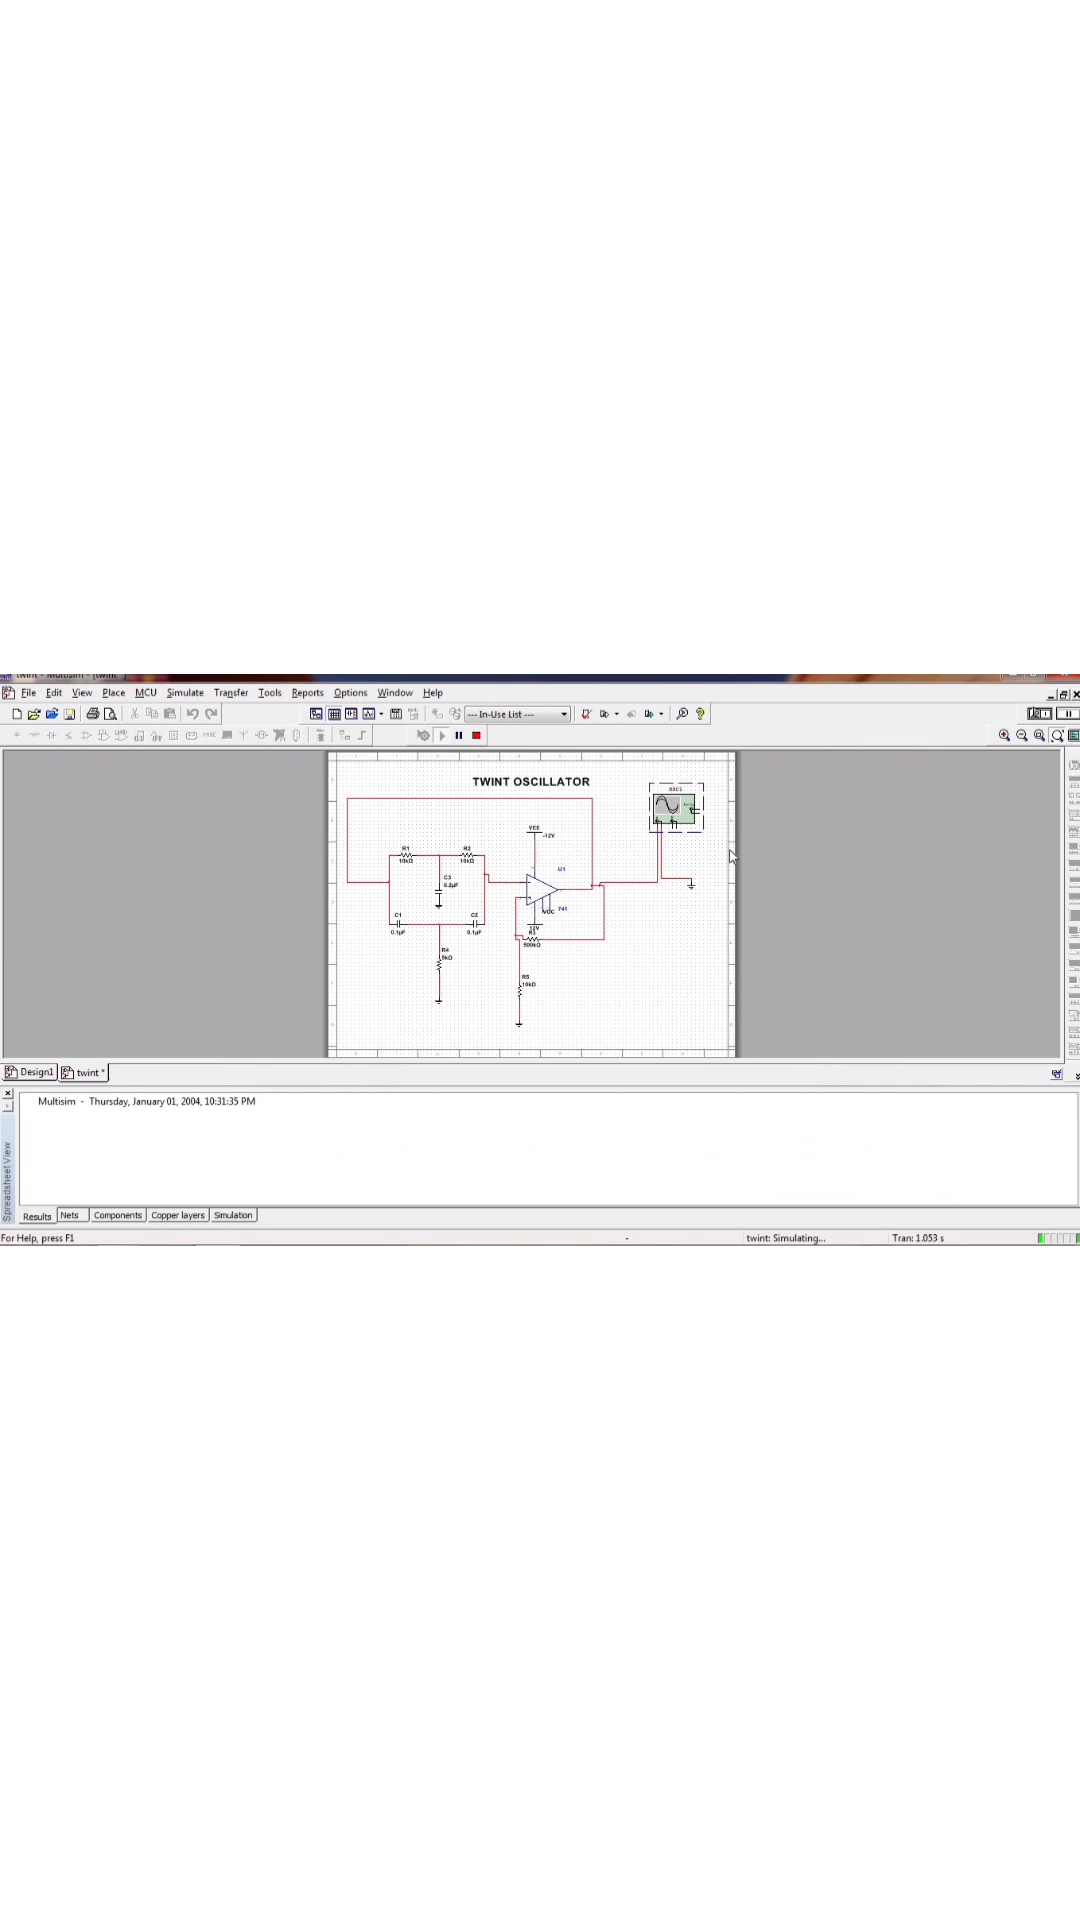 twint - Multisim - [twint
File Edit View Place MCU Simulate Transfer Tools Reports Options Window Help
--- In-Use List ---
TWINT OSCILLATOR
XSC1
VEE
-12V
R1
10kΩ
R2
10kΩ
U1
C3
0.2µF
741
VCC
12V
C1
0.1µF
C2
0.1µF
R3
500kΩ
R4
5kΩ
R5
10kΩ
Design1 twint *
Multisim - Thursday, January 01, 2004, 10:31:35 PM
Spreadsheet View
Results Nets Components Copper layers Simulation
For Help, press F1 - twint: Simulating... Tran: 1.053 s